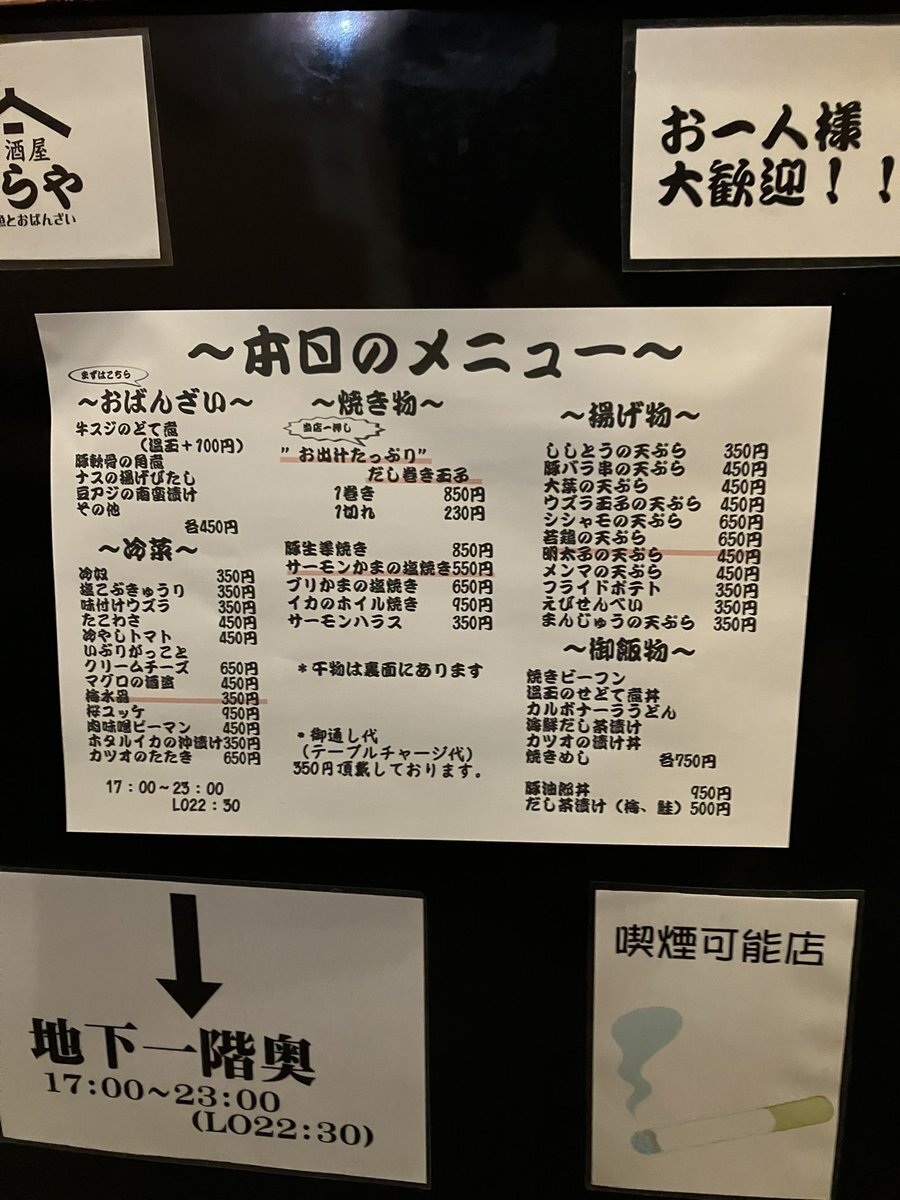 酒屋
らや
魚とおばんざい
お一人様
大歓迎！！
～本日のメニュー～
まずはこちら
～おばんざい～
牛スジのどて煮
（温玉＋100円）
豚軟骨の角煮
ナスの揚げびたし
豆アジの南蛮漬け
その他
各450円
～冷菜～
冷奴 350円
塩こぶきゅうり 350円
味付けウズラ 350円
たこわさ 450円
冷やしトマト 450円
いぶりがっこと
クリームチーズ 650円
マグロの酒盗 450円
梅水晶 350円
桜ユッケ 950円
肉味噌ピーマン 450円
ホタルイカの沖漬け350円
カツオのたたき 650円
17：00～23：00
LO22：30
～焼き物～
当店一押し
”お出汁たっぷり”
だし巻き玉子
1巻き 850円
1切れ 230円
豚生姜焼き 850円
サーモンかまの塩焼き550円
ブリかまの塩焼き 650円
イカのホイル焼き 950円
サーモンハラス 350円
＊干物は裏面にあります
＊御通し代
（テーブルチャージ代）
350円頂戴しております。
～揚げ物～
ししとうの天ぷら 350円
豚バラ串の天ぷら 450円
大葉の天ぷら 450円
ウズラ玉子の天ぷら 450円
シシャモの天ぷら 650円
若鶏の天ぷら 650円
明太子の天ぷら 450円
メンマの天ぷら 450円
フライドポテト 350円
えびせんべい 350円
まんじゅうの天ぷら 350円
～御飯物～
焼きビーフン
温玉のせどて煮丼
カルボナーラうどん
海鮮だし茶漬け
カツオの漬け丼
焼きめし 各750円
豚油郎丼 950円
だし茶漬け（梅、鮭）500円
地下一階奥
17:00～23:00
(LO22:30)
喫煙可能店